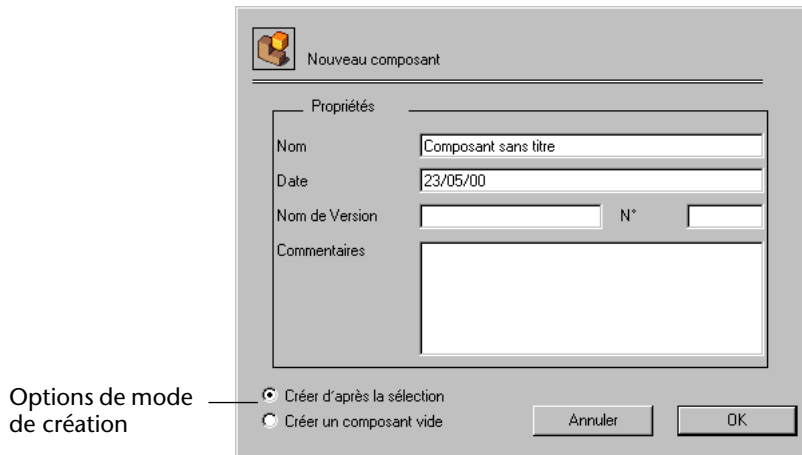 Nouveau composant
Propriétés
Nom
Composant sans titre
Date
23/05/00
Nom de Version
N°
Commentaires
Options de mode
de création
Créer d'après la sélection
Créer un composant vide
Annuler
OK